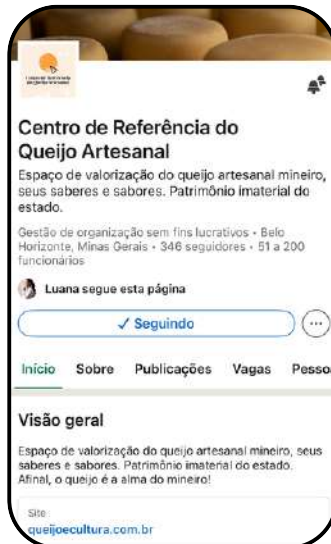 Centro de Referência do
Queijo Artesanal
Espaço de valorização do queijo artesanal mineiro,
seus saberes e sabores. Patrimônio imaterial do
estado.
Gestão de organização sem fins lucrativos • Belo
Horizonte, Minas Gerais • 346 seguidores • 51 a 200
funcionários
Luana segue esta página
✓ Seguindo
Início Sobre Publicações Vagas Pesso
Visão geral
Espaço de valorização do queijo artesanal mineiro, seus
saberes e sabores. Patrimônio imaterial do estado.
Afinal, o queijo é a alma do mineiro!
Site
queijoecultura.com.br